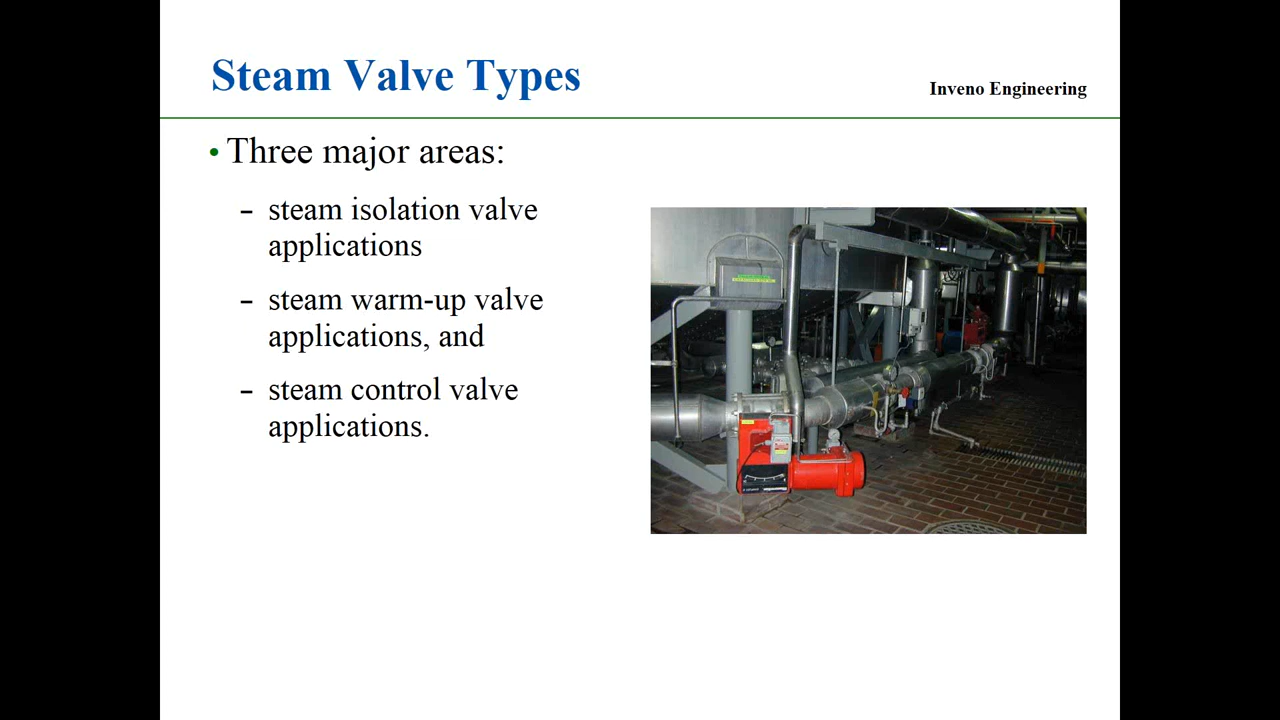 Steam Valve Types
Inveno Engineering
• Three major areas:
– steam isolation valve
applications
– steam warm-up valve
applications, and
– steam control valve
applications.